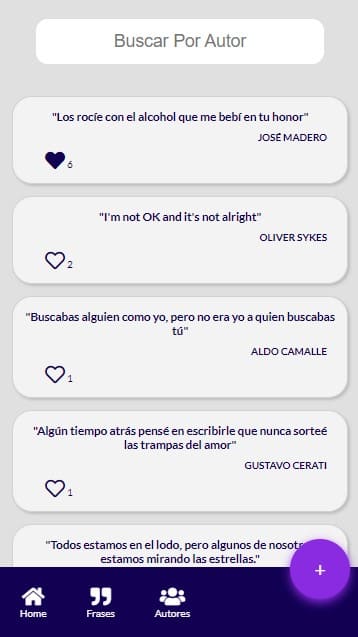 Buscar Por Autor
"Los rocíe con el alcohol que me bebí en tu honor"
JOSÉ MADERO
6
"I'm not OK and it's not alright"
OLIVER SYKES
2
"Buscabas alguien como yo, pero no era yo a quien buscabas
tú"
ALDO CAMALLE
1
"Algún tiempo atrás pensé en escribirle que nunca sorteé
las trampas del amor"
GUSTAVO CERATI
1
"Todos estamos en el lodo, pero algunos de
estamos mirando las estrellas."
+
Home
Frases
Autores